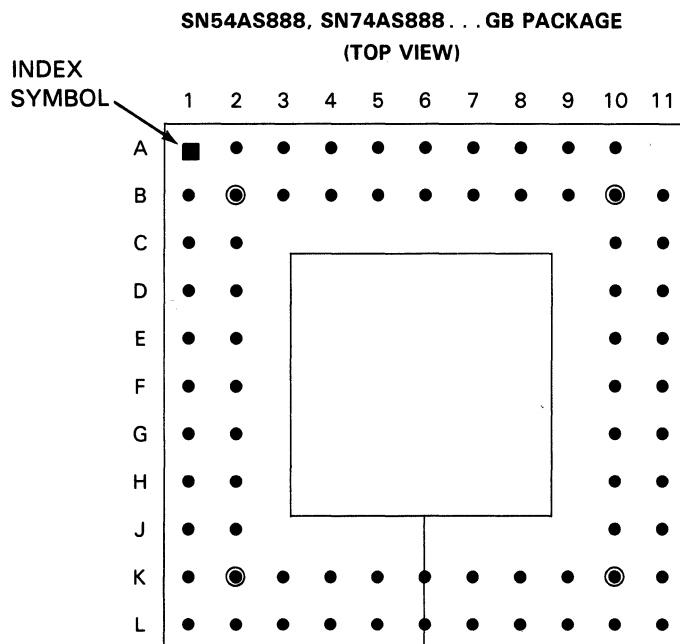 SN54AS888, SN74AS888 . . . GB PACKAGE
(TOP VIEW)
INDEX
SYMBOL
1 2 3 4 5 6 7 8 9 10 11
A
B
C
D
E
F
G
H
J
K
L